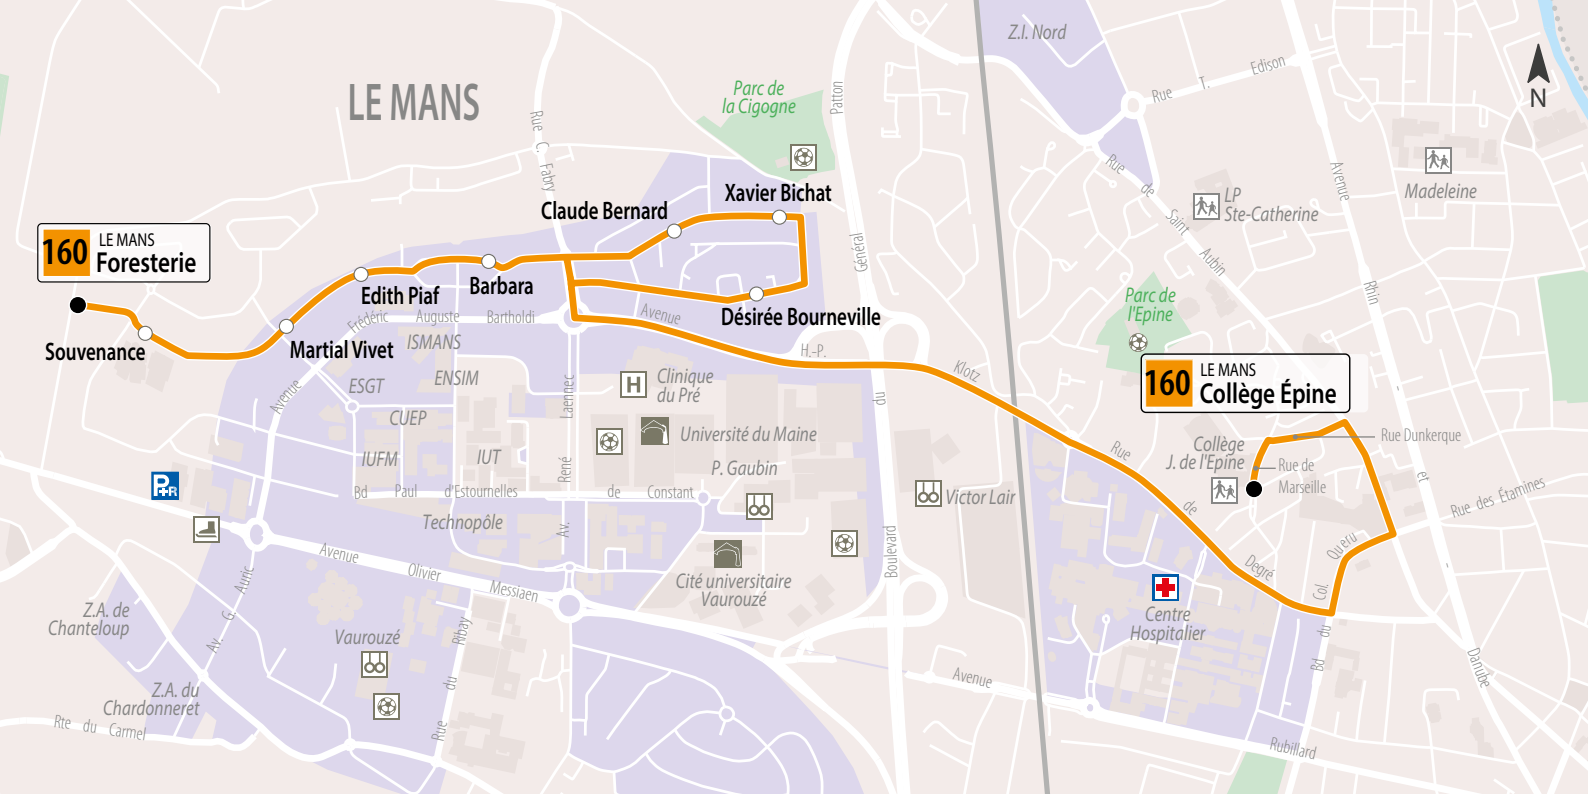 Z.I. Nord
Rue T. Edison
N
LE MANS
Parc de
la Cigogne
Patton
Rue C. Fabry
Rue de Saint Aubin
Avenue
Madeleine
LP
Ste-Catherine
Xavier Bichat
Claude Bernard
Général
160
LE MANS
Foresterie
Edith Piaf
Barbara
Désirée Bourneville
Souvenance
Martial Vivet
Avenue Frédéric Auguste Bartholdi
Avenue H.-P. Klotz
Rhin
Parc de
l'Epine
160
LE MANS
Collège Épine
ISMANS
ESGT
ENSIM
CUEP
IUFM
IUT
H
Clinique
du Pré
Université du Maine
P. Gaubin
du
Laennec
René
Av.
Bd Paul d'Estournelles de Constant
Technopôle
Victor Lair
Rue Dunkerque
Collège
J. de l'Epine
Rue de
Marseille
Rue de Degré
et
Rue des Étamines
P+R
Avenue Olivier Messiaen
Boulevard
Cité universitaire
Vaurouzé
Centre
Hospitalier
Bd du Col. Queru
Av. G. Auric
Z.A. de
Chanteloup
Vaurouzé
Rue du Ribay
Z.A. du
Chardonneret
Rte du Carmel
Avenue
Rubillard
Danube